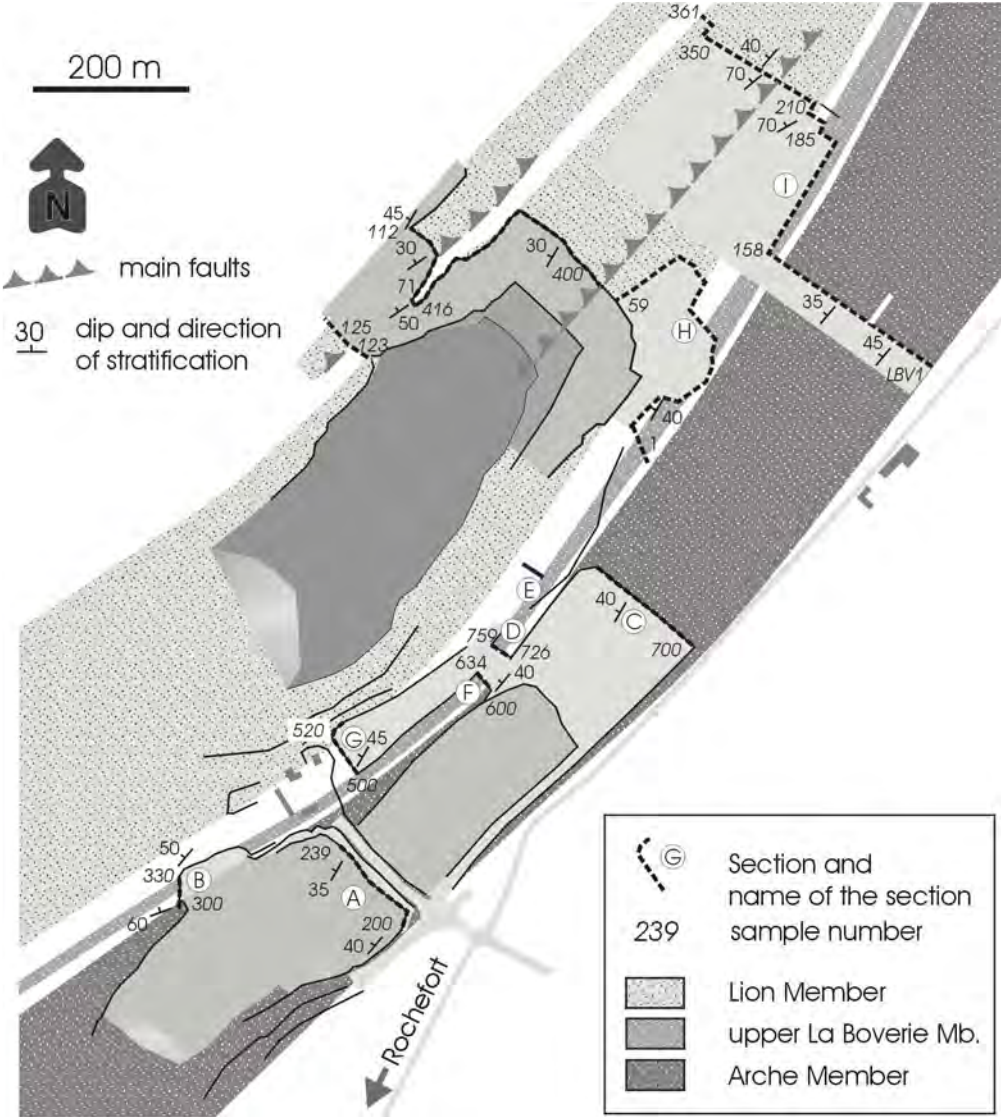 361
200 m
40
350
70
210
70
185
N
I
45
112
158
30
30
400
main faults
71
59
35
416
50
H
125
30
dip and direction
of stratification
123
45
LBV1
40
1
E
40
C
D
759
726
700
634
40
F
600
520
G
45
500
50
239
330
B
35
A
300
200
60
40
G
Section and
name of the section
239
sample number
Lion Member
upper La Boverie Mb.
Arche Member
Rochefort